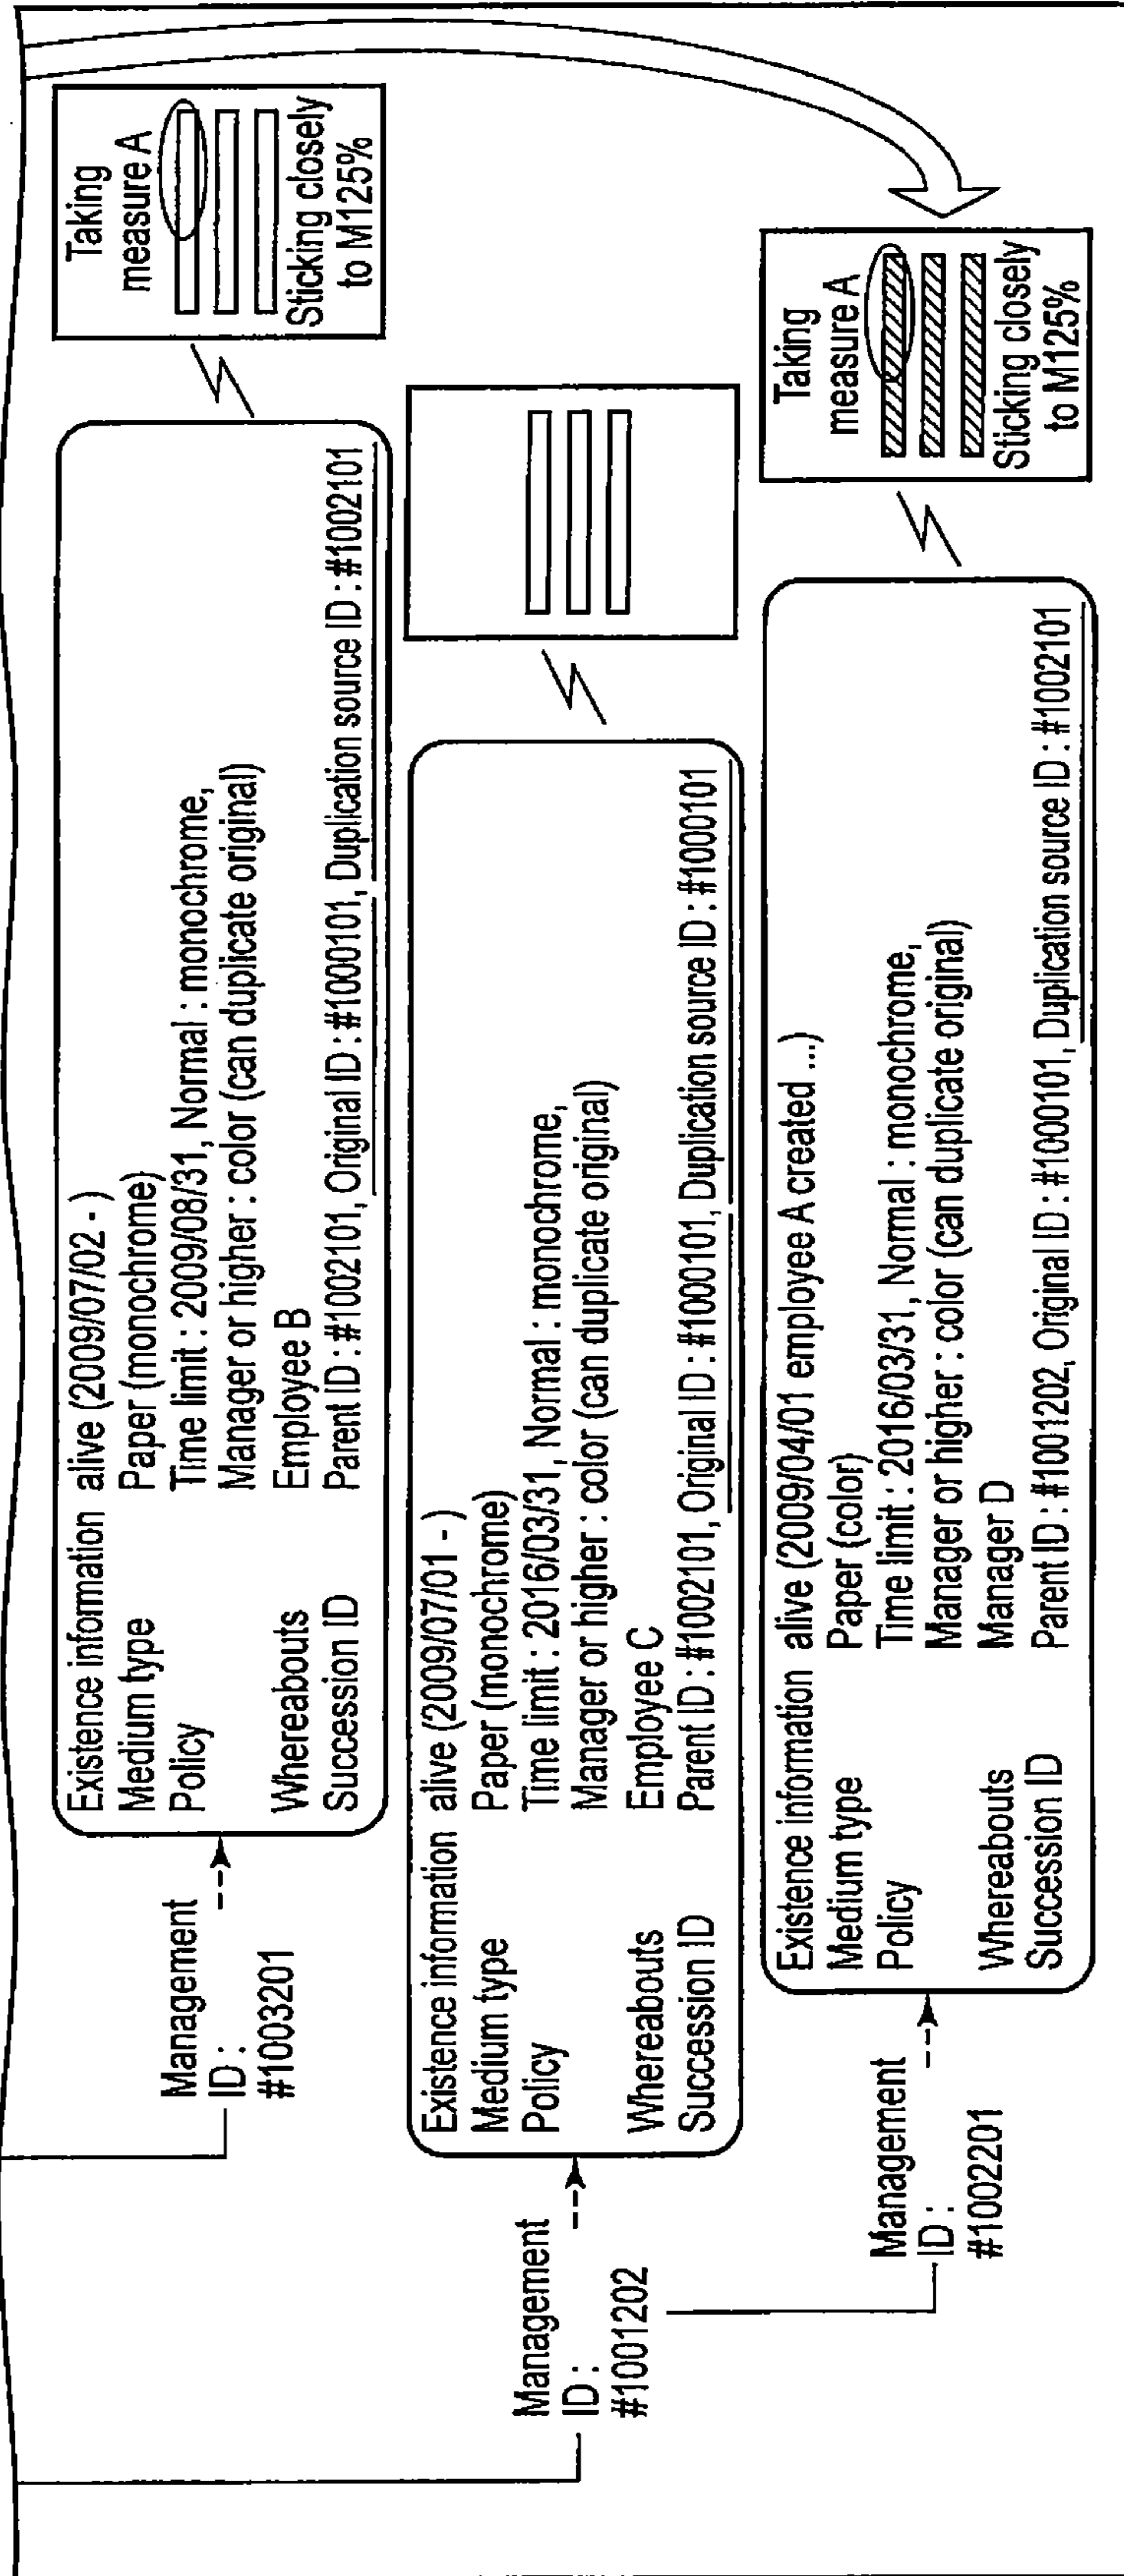 Management
ID :
#1003201
Existence information alive (2009/07/02 - )
Medium type Paper (monochrome)
Policy Time limit : 2009/08/31, Normal : monochrome,
Manager or higher : color (can duplicate original)
Whereabouts Employee B
Succession ID Parent ID : #1002101, Original ID : #1000101, Duplication source ID : #1002101
Taking
measure A
Sticking closely
to M125%
Management
ID :
#1001202
Existence information alive (2009/07/01 - )
Medium type Paper (monochrome)
Policy Time limit : 2016/03/31, Normal : monochrome,
Manager or higher : color (can duplicate original)
Whereabouts Employee C
Succession ID Parent ID : #1002101, Original ID : #1000101, Duplication source ID : #1000101
Management
ID :
#1002201
Existence information alive (2009/04/01 employee A created ...)
Medium type Paper (color)
Policy Time limit : 2016/03/31, Normal : monochrome,
Manager or higher : color (can duplicate original)
Whereabouts Manager D
Succession ID Parent ID : #1001202, Original ID : #1000101, Duplication source ID : #1002101
Taking
measure A
Sticking closely
to M125%